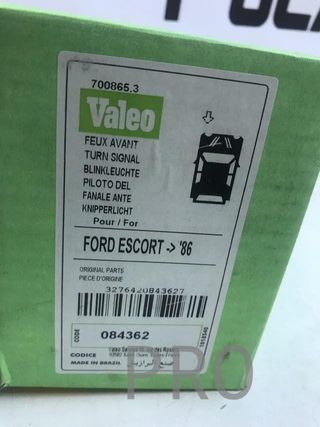 700865.3
Valeo
FEUX AVANT
TURN SIGNAL
BLINKLEUCHTE
PILOTO DEL
FANALE ANTE
KNIPPERLICHT
Pour / For
FORD ESCORT -> '86
ORIGINAL PARTS
PIECE D'ORIGINE
3276420843627
CODE
084362
Valeo
CODICE
MADE IN BRAZIL
PRO